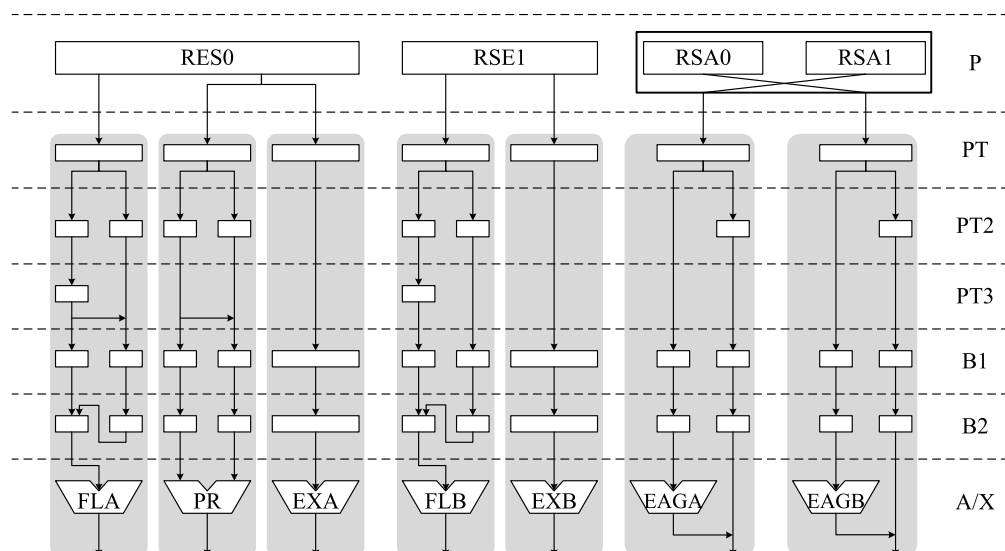 RES0 RSE1 RSA0 RSA1 P
PT
PT2
PT3
B1
B2
FLA PR EXA FLB EXB EAGA EAGB A/X